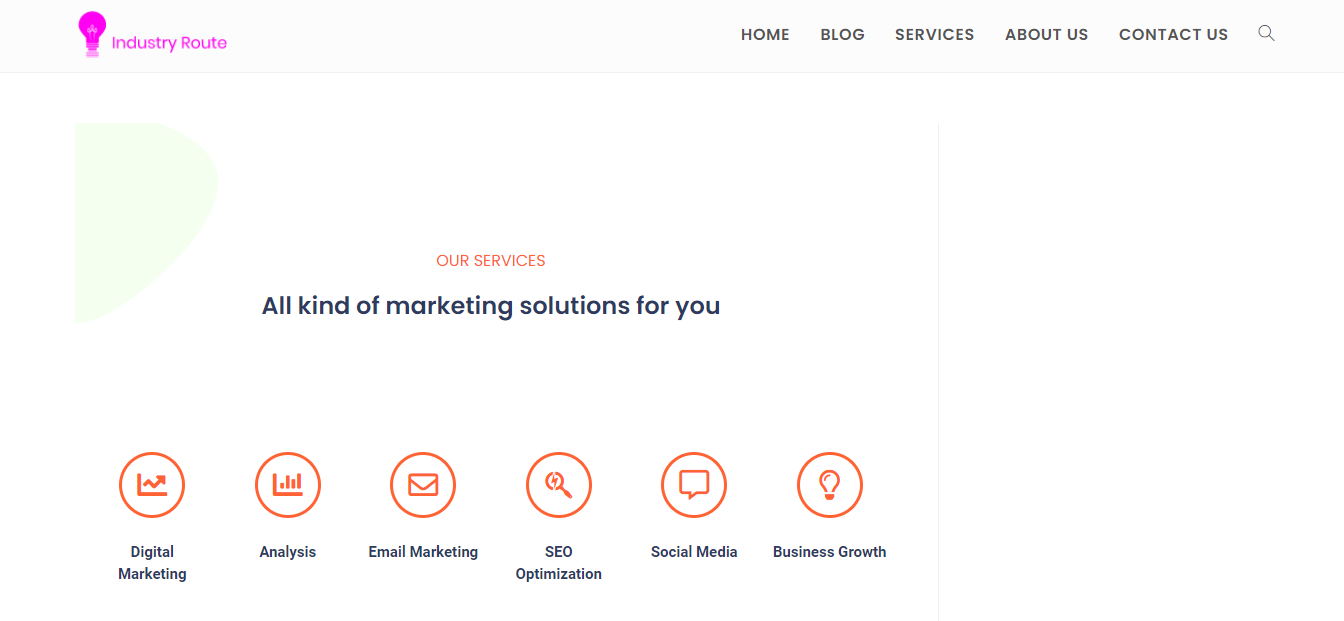 Industry Route
HOME BLOG SERVICES ABOUT US CONTACT US
OUR SERVICES
All kind of marketing solutions for you
Digital
Marketing
Analysis
Email Marketing
SEO
Optimization
Social Media
Business Growth